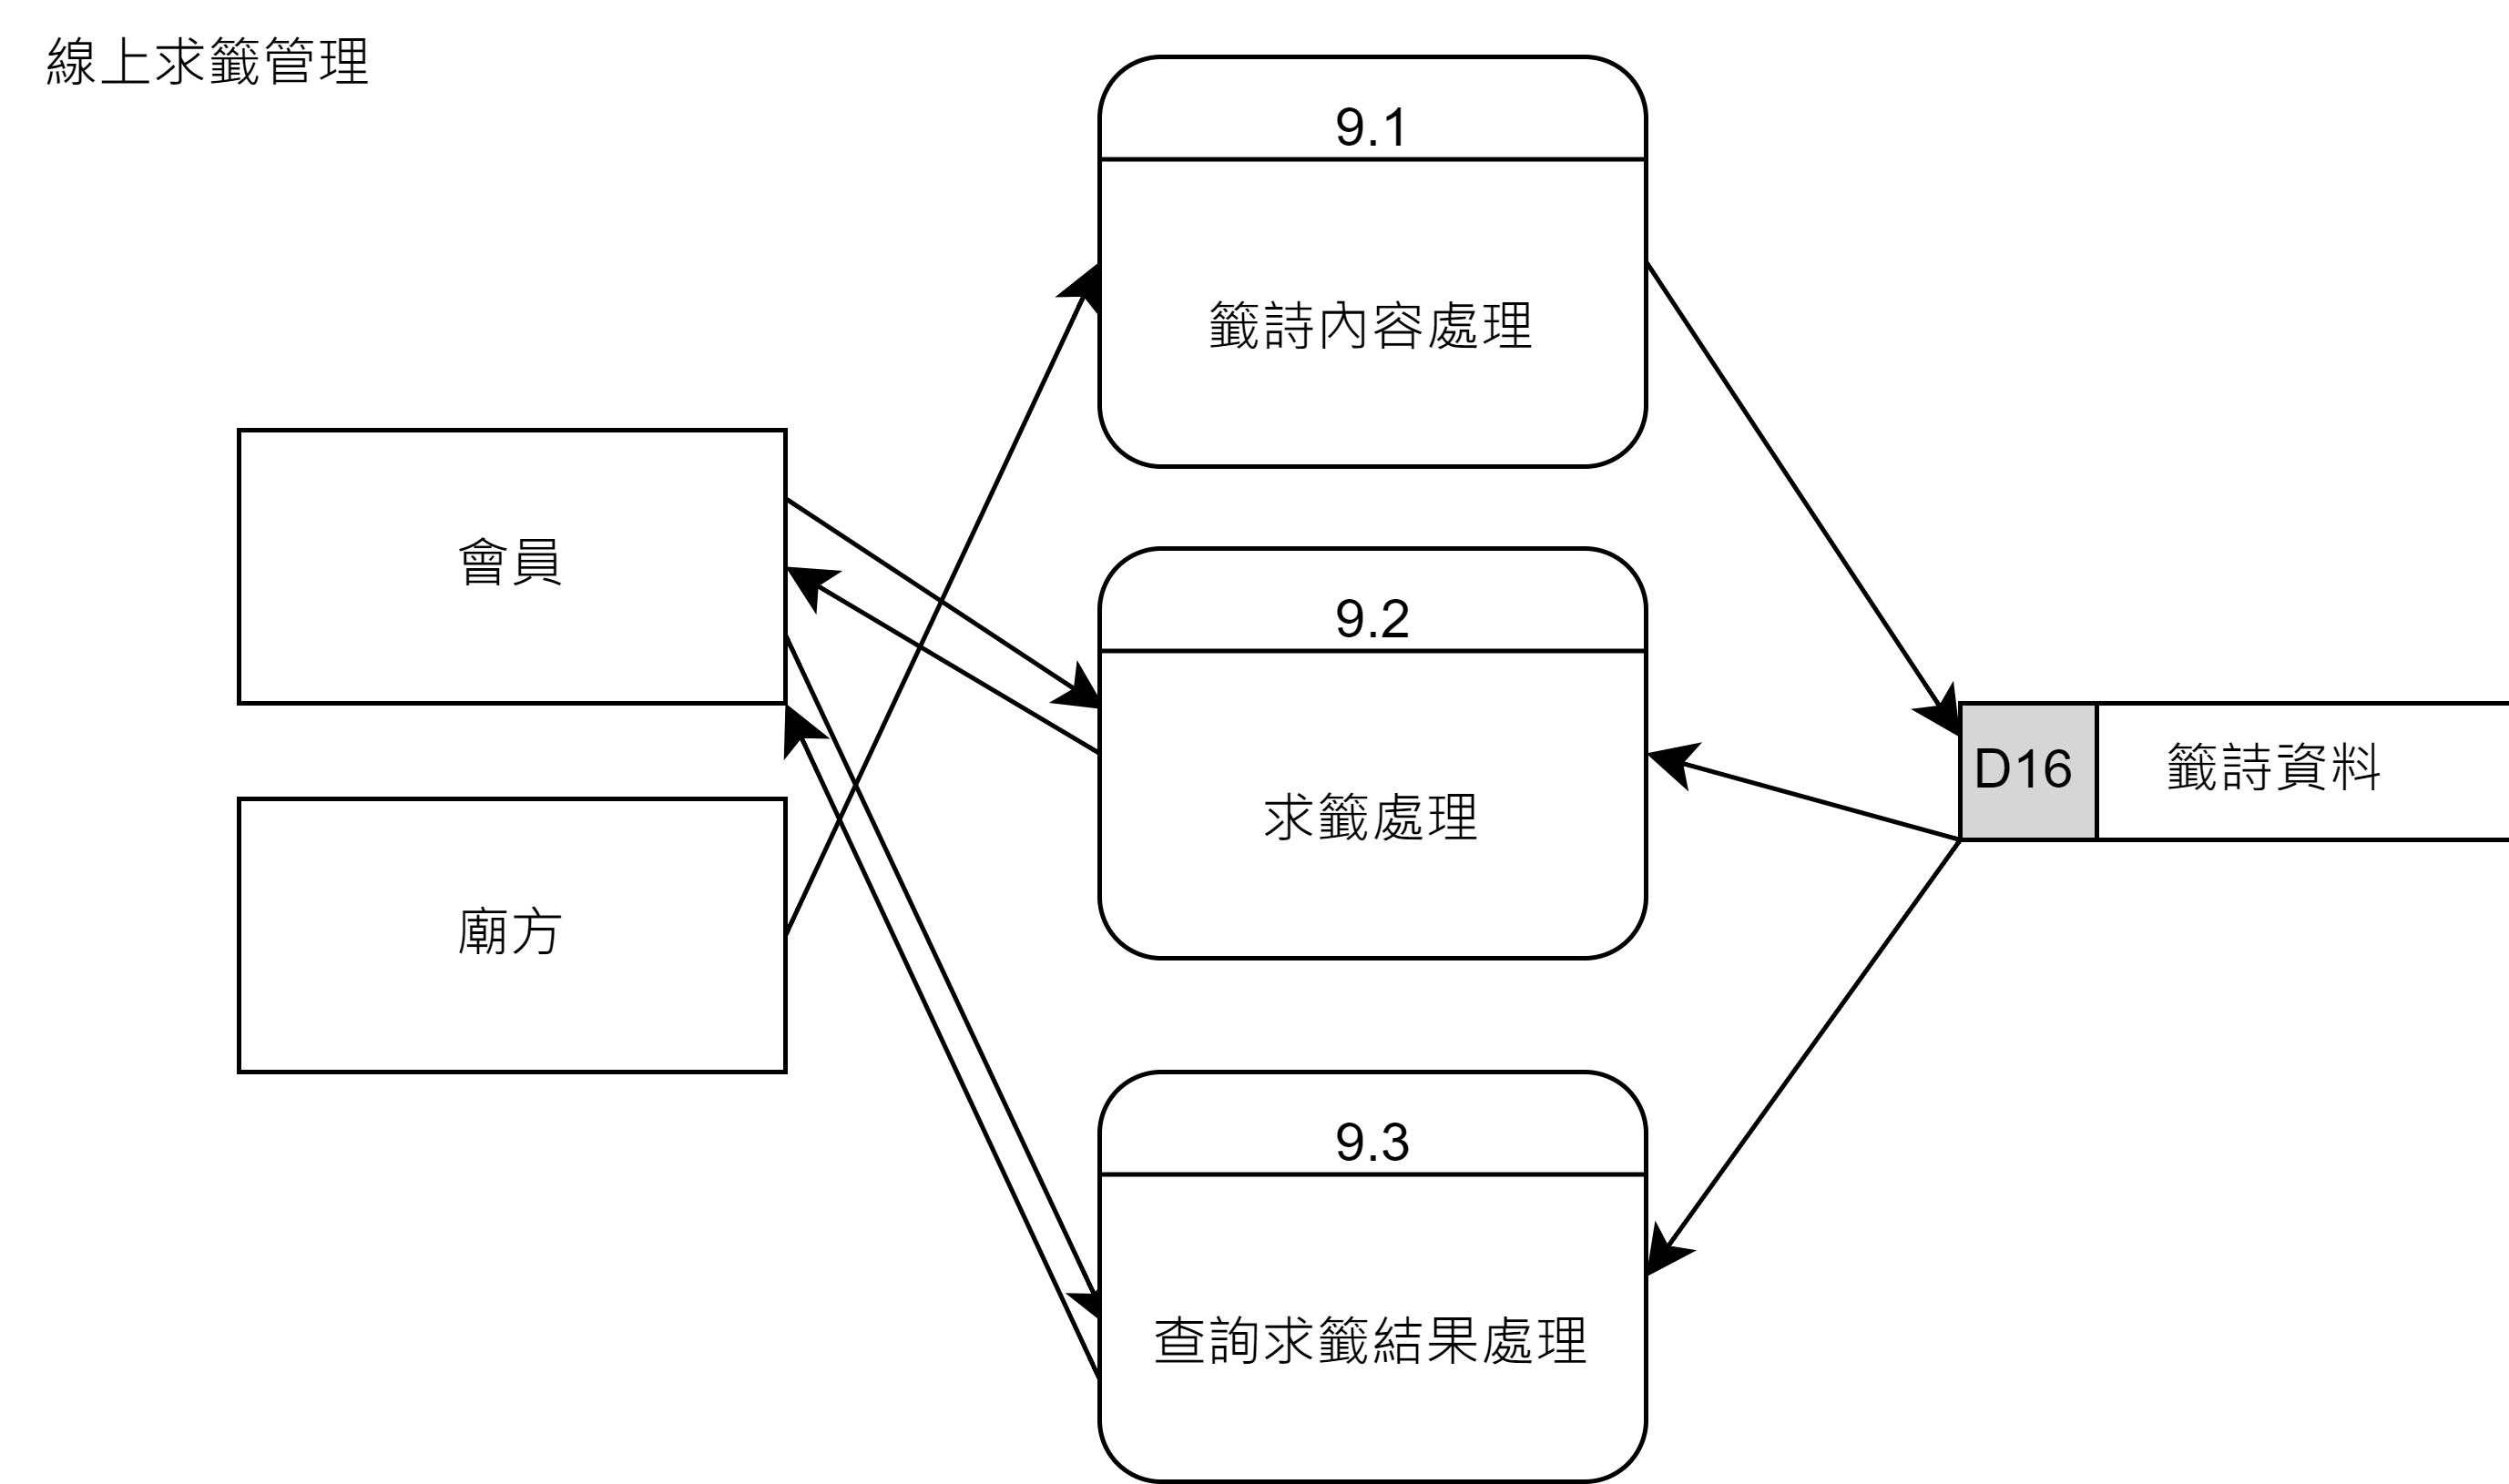 線上求籤管理
9.1
籤詩內容處理
會員
9.2
求籤處理
D16
籤詩資料
廟方
9.3
查詢求籤結果處理